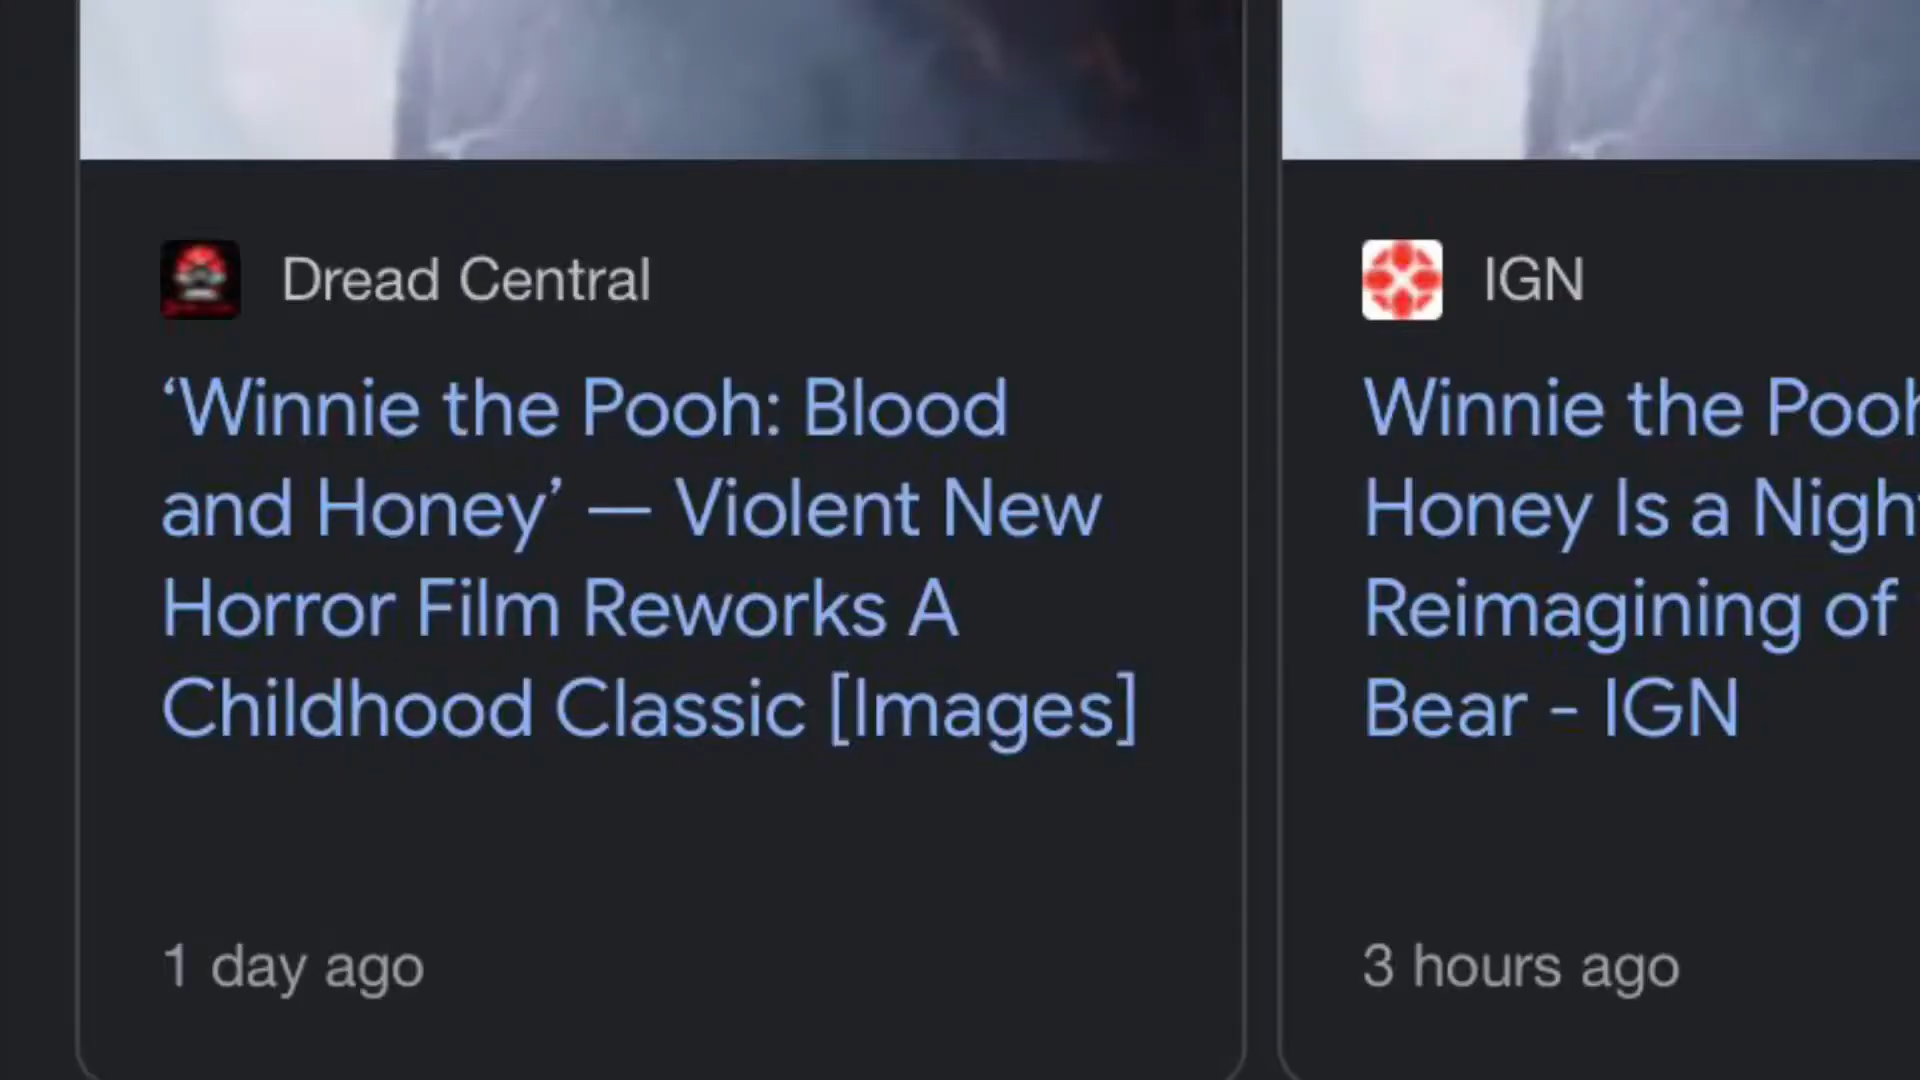 Dread Central
‘Winnie the Pooh: Blood
and Honey’ — Violent New
Horror Film Reworks A
Childhood Classic [Images]
1 day ago
IGN
Winnie the Pooh
Honey Is a
Reimagining of
Bear - IGN
3 hours ago